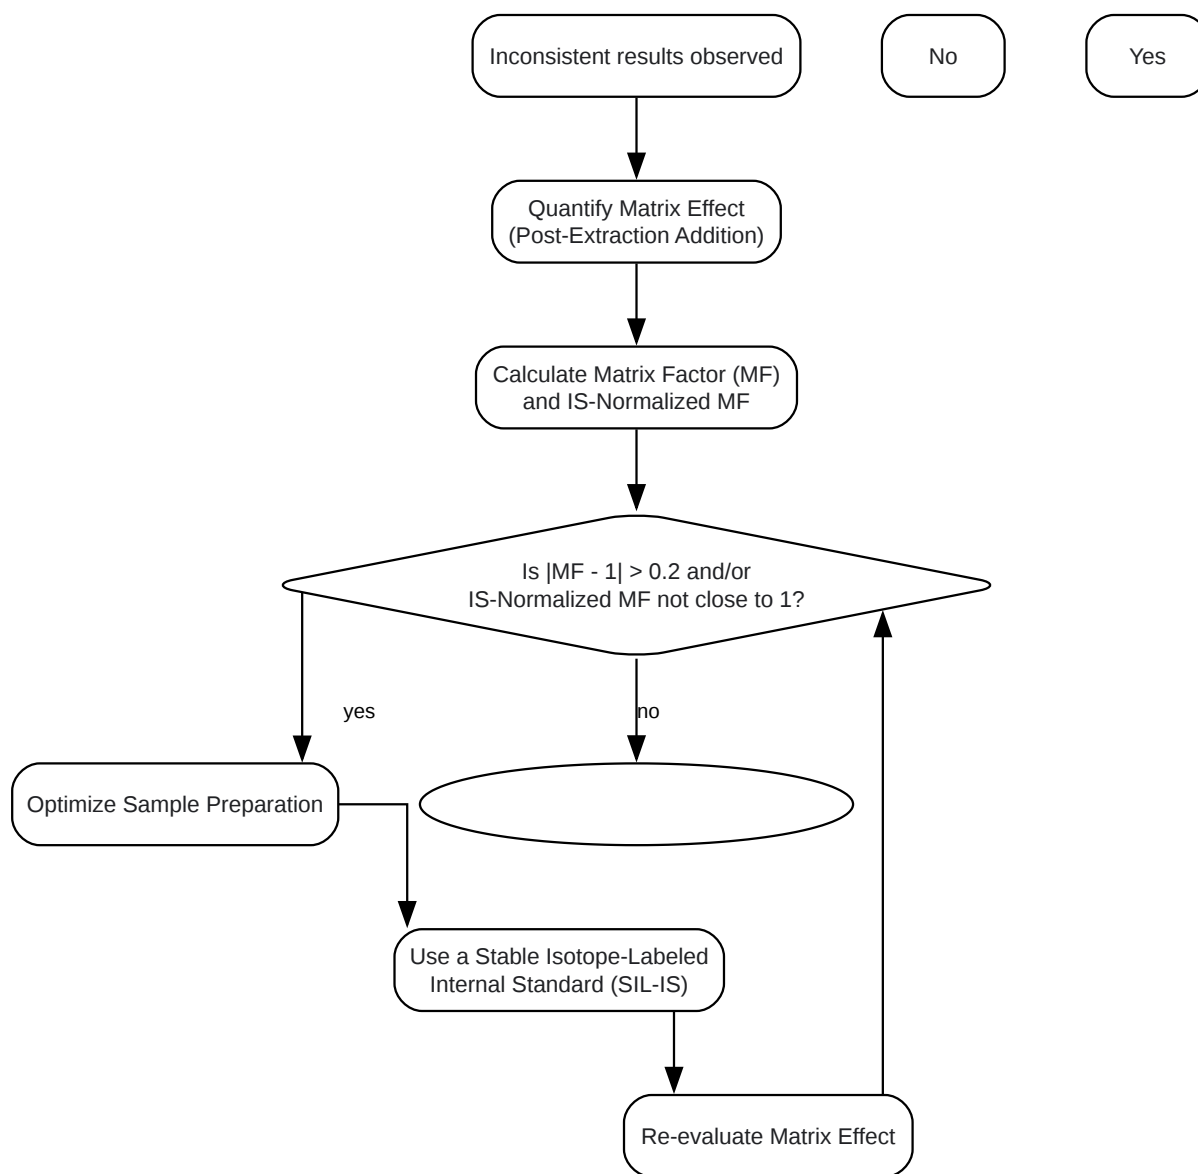 Inconsistent results observed
No
Yes
Quantify Matrix Effect
(Post-Extraction Addition)
Calculate Matrix Factor (MF)
and IS-Normalized MF
Is |MF - 1| > 0.2 and/or
IS-Normalized MF not close to 1?
yes
no
Optimize Sample Preparation
Use a Stable Isotope-Labeled
Internal Standard (SIL-IS)
Re-evaluate Matrix Effect